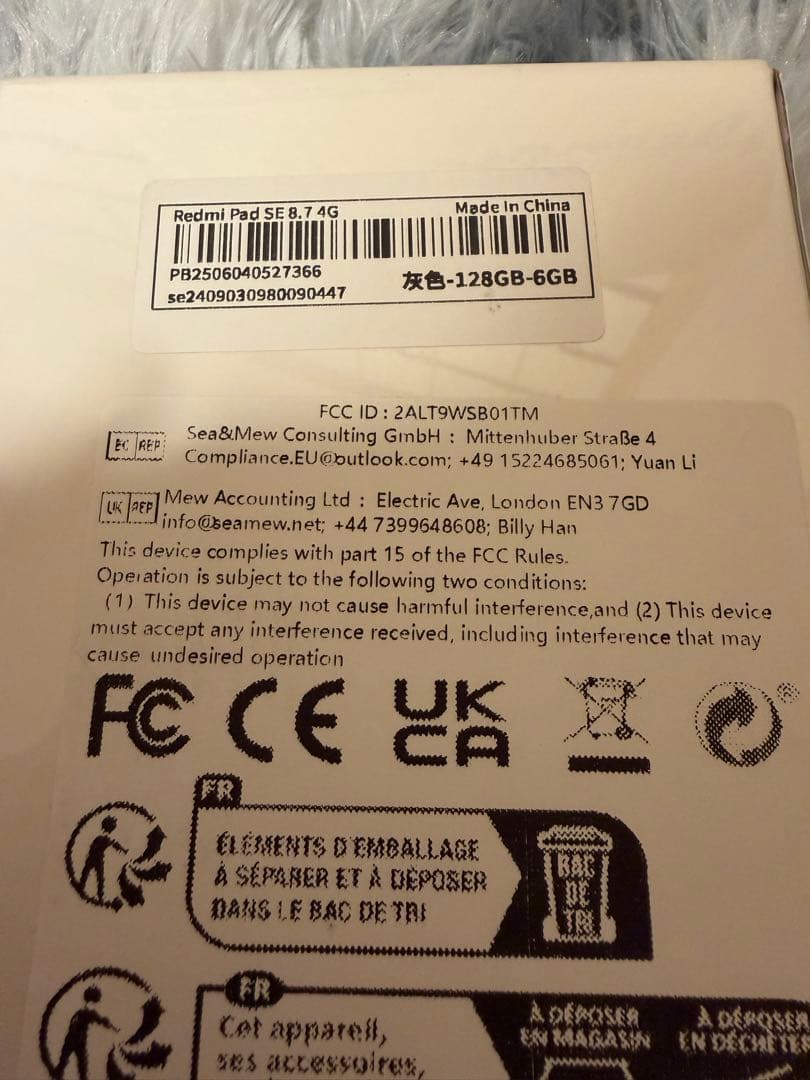 Redmi Pad SE 8.7 4G
Made In China
PB2506040527366
se2409030980090447
灰色-128GB-6GB
FCC ID : 2ALT9WSB01TM
EC REP
Sea&Mew Consulting GmbH : Mittenhuber Straße 4
Compliance.EU@outlook.com; +49 15224685061; Yuan Li
UK REP
Mew Accounting Ltd : Electric Ave, London EN3 7GD
info@seamew.net; +44 7399648608; Billy Han
This device complies with part 15 of the FCC Rules.
Operation is subject to the following two conditions:
(1) This device may not cause harmful interference,and (2) This device
must accept any interference received, including interference that may
cause undesired operation
FC CE UK
CA
FR
ÉLÉMENTS D'EMBALLAGE
À SÉPARER ET À DÉPOSER
DANS LE BAC DE TRI
BAC
DE
TRI
FR
Cet appareil,
ses accessoires,
À DÉPOSER
EN MAGASIN
À DÉPOSER
EN DÉCHÈTER